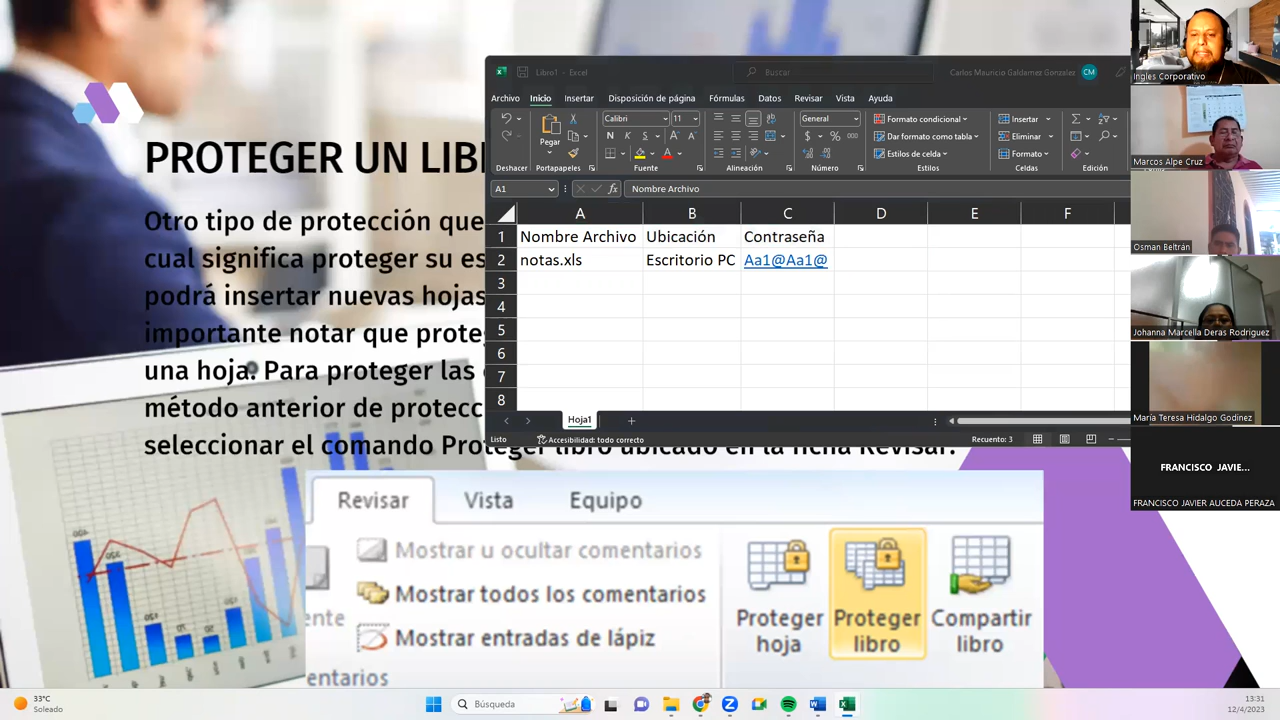 PROTEGER UN LIB
Otro tipo de protección que
cual significa proteger su es
podrá insertar nuevas hojas
importante notar que prote
una hoja. Para proteger las
método anterior de protecc
seleccionar el comando Proteger libro ubicado en la ficha Revisar.
Libro1 - Excel
Buscar
Carlos Mauricio Galdamez Gonzalez
CM
Archivo Inicio Insertar Disposición de página Fórmulas Datos Revisar Vista Ayuda
Pegar
Calibri 11
N K S
General
Formato condicional
Dar formato como tabla
Estilos de celda
Insertar
Eliminar
Formato
Deshacer Portapapeles Fuente Alineación Número Estilos Celdas Edición
A1 fx Nombre Archivo
A B C D E F
1 Nombre Archivo Ubicación Contraseña
2 notas.xls Escritorio PC Aa1@Aa1@
3
4
5
6
7
8
Hoja1
Listo Accesibilidad: todo correcto Recuento: 3
Revisar Vista Equipo
Mostrar u ocultar comentarios
Mostrar todos los comentarios
Mostrar entradas de lápiz
ente
entarios
Proteger hoja
Proteger libro
Compartir libro
Ingles Corporativo
Marcos Alpe Cruz
Osman Beltrán
Johanna Marcella Deras Rodriguez
María Teresa Hidalgo Godinez
FRANCISCO JAVIE...
FRANCISCO JAVIER AUCEDA PERAZA
33°C
Soleado
Búsqueda
13:31
12/4/2023